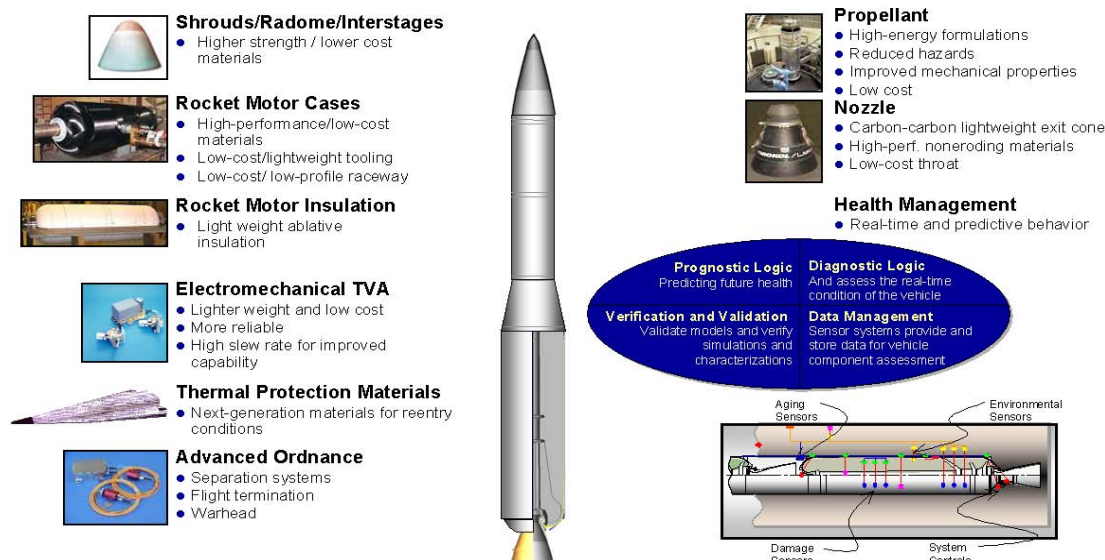 Shrouds/Radome/Interstages
Higher strength / lower cost
materials
Rocket Motor Cases
High-performance/low-cost
materials
Low-cost/lightweight tooling
Low-cost/ low-profile raceway
Rocket Motor Insulation
Light weight ablative
insulation
Electromechanical TVA
Lighter weight and low cost
More reliable
High slew rate for improved
capability
Thermal Protection Materials
Next-generation materials for reentry
conditions
Advanced Ordnance
Separation systems
Flight termination
Warhead
Propellant
High-energy formulations
Reduced hazards
Improved mechanical properties
Low cost
Nozzle
Carbon-carbon lightweight exit cone
High-perf. noneroding materials
Low-cost throat
Health Management
Real-time and predictive behavior
Prognostic Logic
Predicting future health
Diagnostic Logic
And assess the real-time
condition of the vehicle
Verification and Validation
Validate models and verify
simulations and
characterizations
Data Management
Sensor systems provide and
store data for vehicle
component assessment
Aging
Sensors
Environmental
Sensors
Damage
Sensors
System
Controls